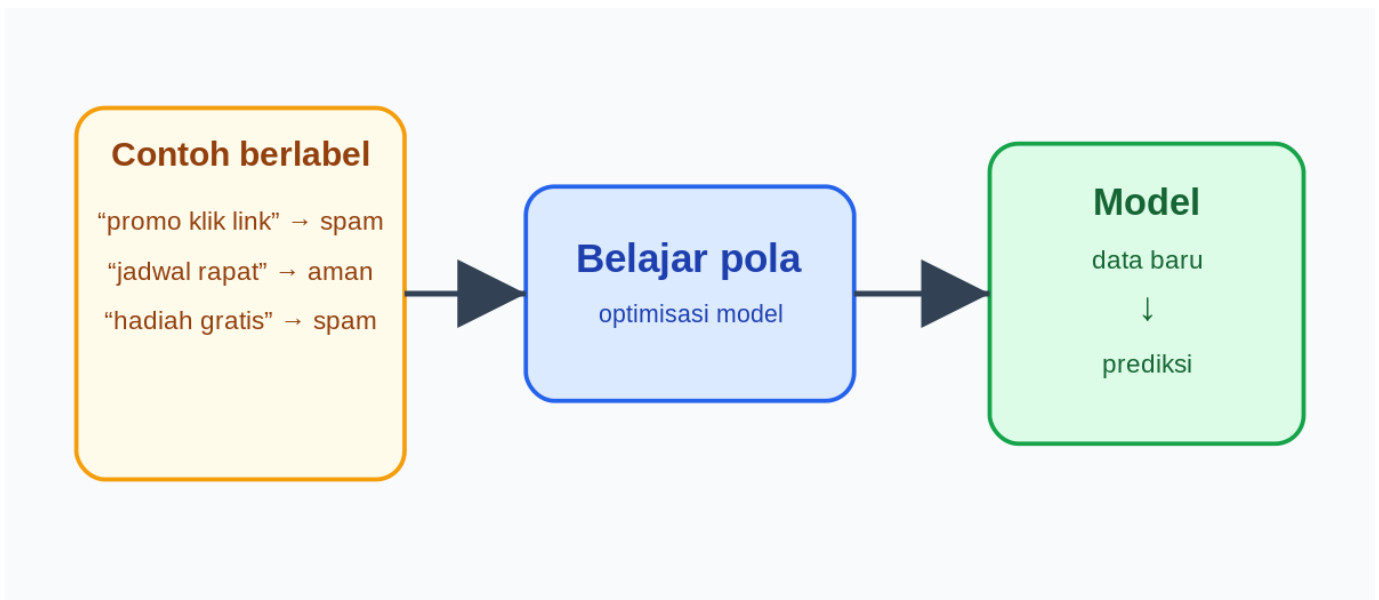 Contoh berlabel
“promo klik link” → spam
“jadwal rapat” → aman
“hadiah gratis” → spam
Belajar pola
optimisasi model
Model
data baru
↓
prediksi